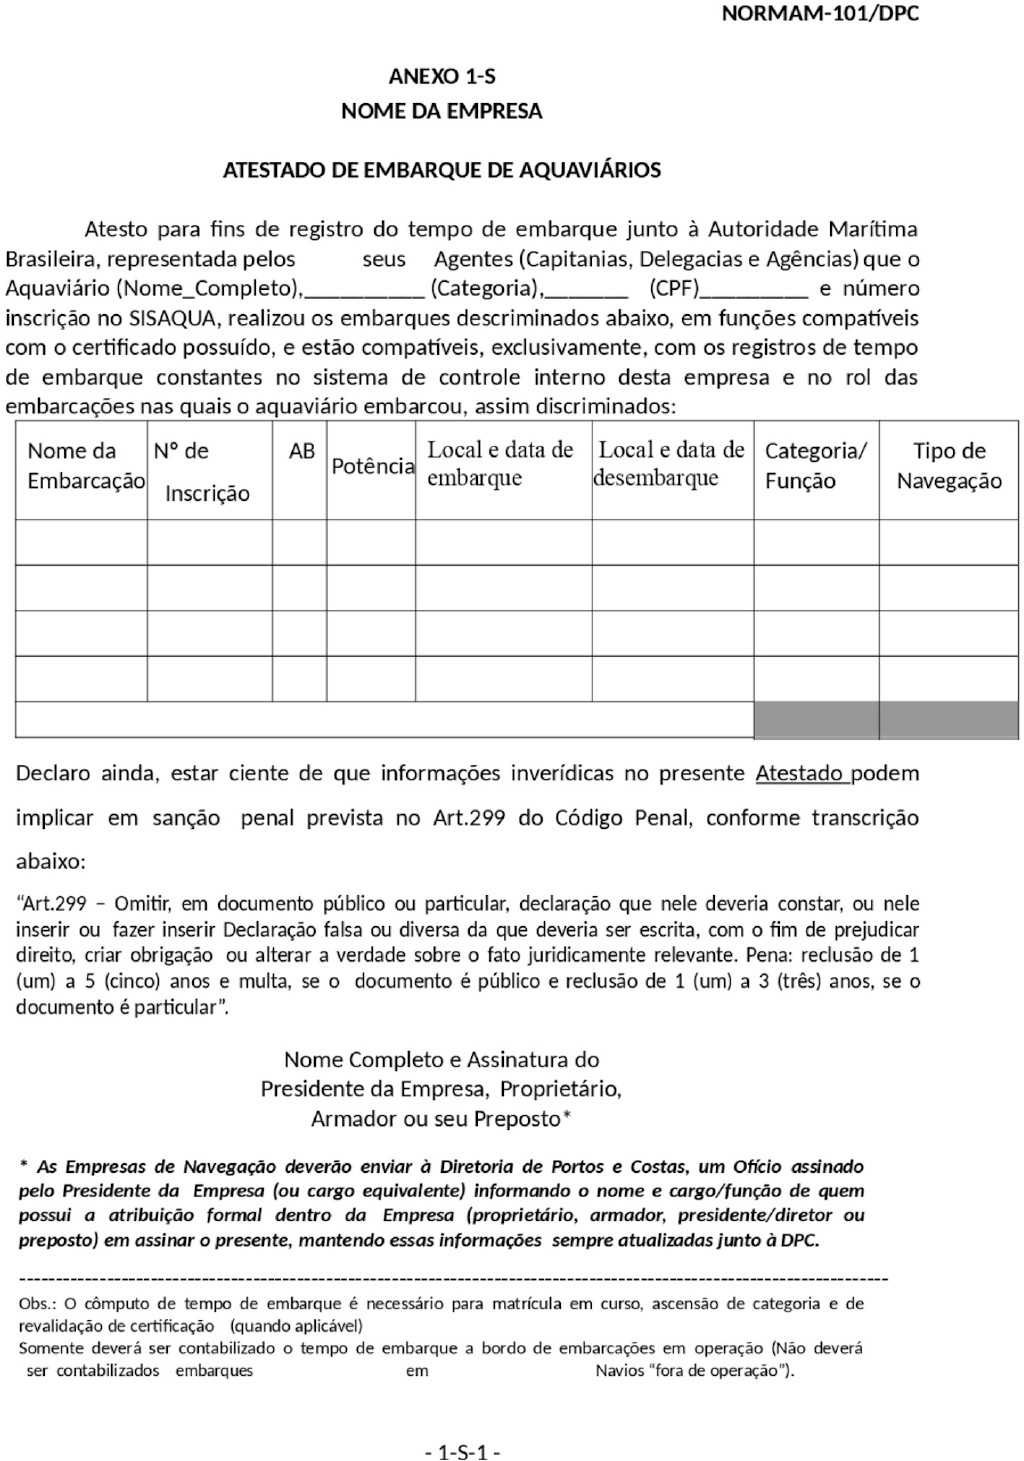 NORMAM-101/DPC
ANEXO 1-S
NOME DA EMPRESA
ATESTADO DE EMBARQUE DE AQUAVIÁRIOS
Atesto para fins de registro do tempo de embarque junto à Autoridade Marítima
Brasileira, representada pelos seus Agentes (Capitanias, Delegacias e Agências) que o
Aquaviário (Nome_Completo),__________ (Categoria),_______ (CPF)_________ e número
inscrição no SISAQUA, realizou os embarques descriminados abaixo, em funções compatíveis
com o certificado possuído, e estão compatíveis, exclusivamente, com os registros de tempo
de embarque constantes no sistema de controle interno desta empresa e no rol das
embarcações nas quais o aquaviário embarcou, assim discriminados:
Nome da Embarcação
Nº de Inscrição
AB
Potência
Local e data de embarque
Local e data de desembarque
Categoria/ Função
Tipo de Navegação
Declaro ainda, estar ciente de que informações inverídicas no presente Atestado podem
implicar em sanção penal prevista no Art.299 do Código Penal, conforme transcrição
abaixo:
“Art.299 – Omitir, em documento público ou particular, declaração que nele deveria constar, ou nele
inserir ou fazer inserir Declaração falsa ou diversa da que deveria ser escrita, com o fim de prejudicar
direito, criar obrigação ou alterar a verdade sobre o fato juridicamente relevante. Pena: reclusão de 1
(um) a 5 (cinco) anos e multa, se o documento é público e reclusão de 1 (um) a 3 (três) anos, se o
documento é particular”.
Nome Completo e Assinatura do
Presidente da Empresa, Proprietário,
Armador ou seu Preposto*
* As Empresas de Navegação deverão enviar à Diretoria de Portos e Costas, um Ofício assinado
pelo Presidente da Empresa (ou cargo equivalente) informando o nome e cargo/função de quem
possui a atribuição formal dentro da Empresa (proprietário, armador, presidente/diretor ou
preposto) em assinar o presente, mantendo essas informações sempre atualizadas junto à DPC.
Obs.: O cômputo de tempo de embarque é necessário para matrícula em curso, ascensão de categoria e de
revalidação de certificação (quando aplicável)
Somente deverá ser contabilizado o tempo de embarque a bordo de embarcações em operação (Não deverá
ser contabilizados embarques em Navios “fora de operação”).
- 1-S-1 -